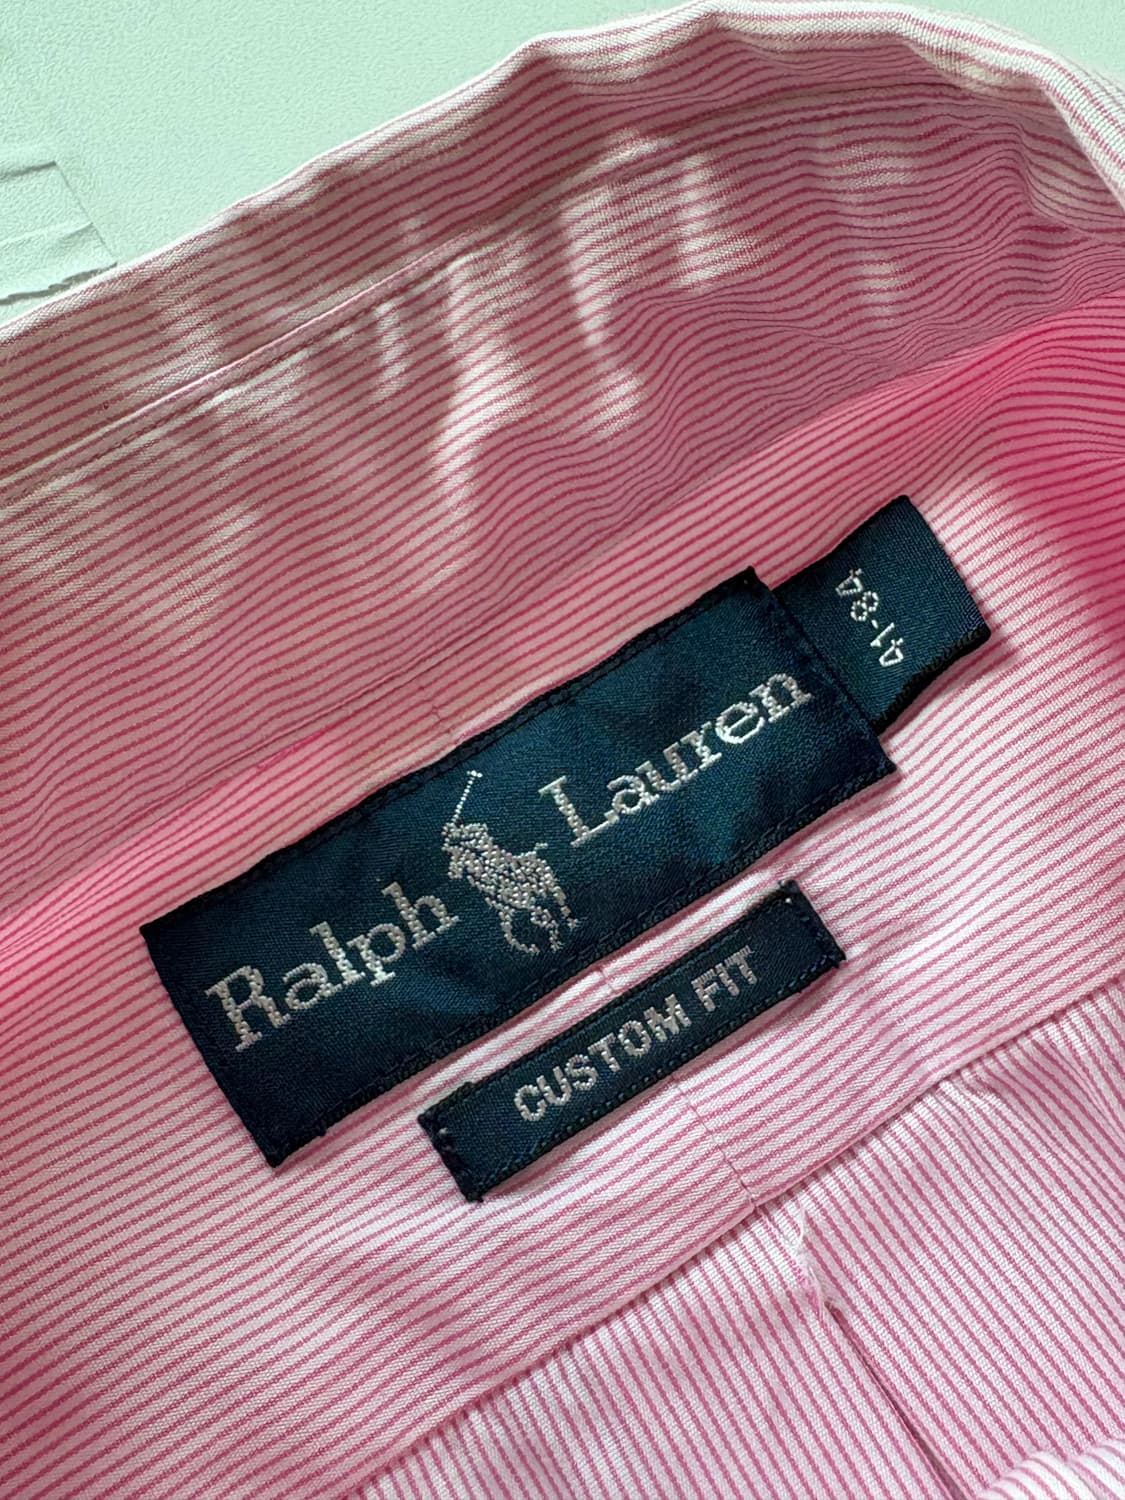 Ralph Lauren
41-84
CUSTOM FIT